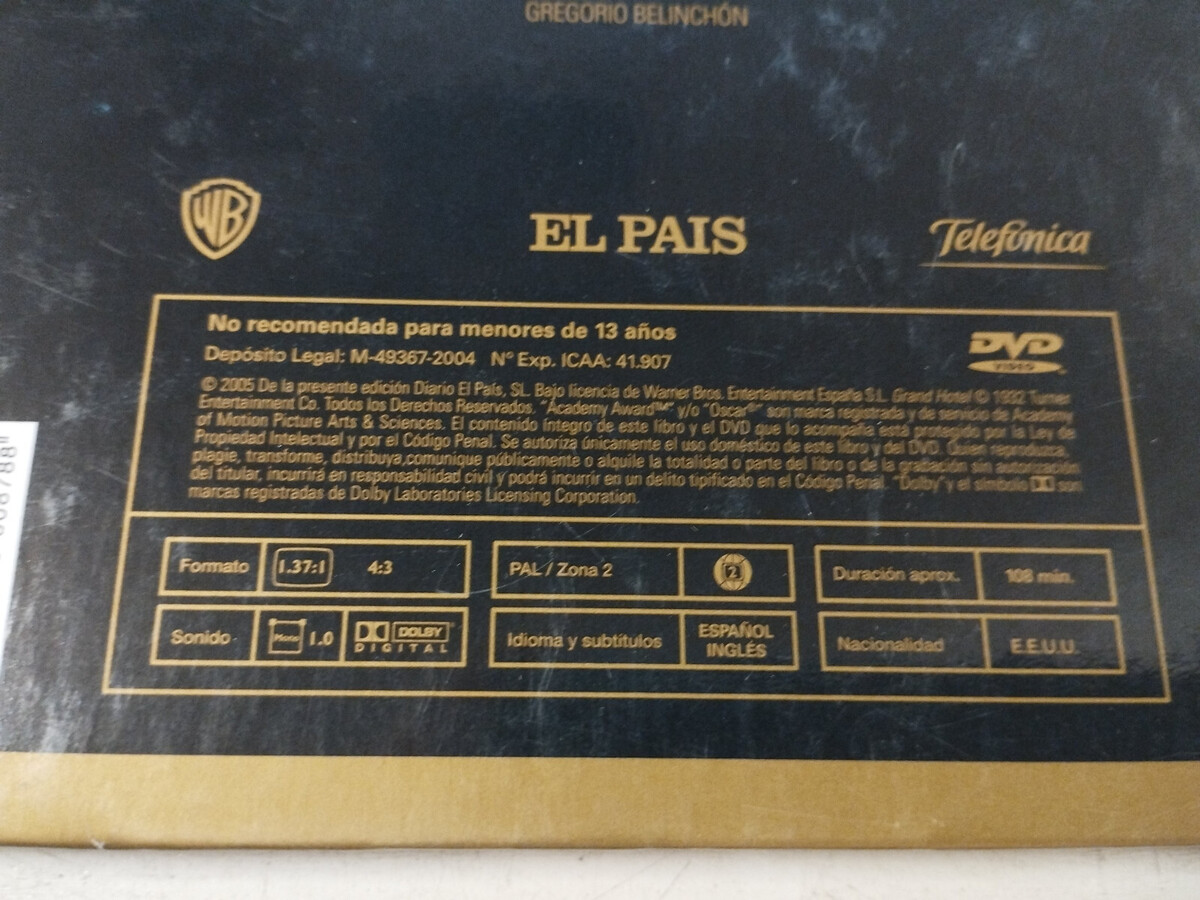 GREGORIO BELINCHÓN
WB
EL PAIS
Telefónica
No recomendada para menores de 13 años
DVD
VIDEO
Depósito Legal: M-49367-2004 Nº Exp. ICAA: 41.907
© 2005 De la presente edición Diario El País, SL. Bajo licencia de Warner Bros. Entertainment España S.L. Grand Hotel © 1932 Turner
Entertainment Co. Todos los Derechos Reservados. "Academy Award™" y/o "Oscar®" son marca registrada y de servicio de Academy
of Motion Picture Arts & Sciences. El contenido íntegro de este libro y el DVD que lo acompaña está protegido por la Ley de
Propiedad Intelectual y por el Código Penal. Se autoriza únicamente el uso doméstico de este libro y del DVD. Quien reproduzca,
plagie, transforme, distribuya,comunique públicamente o alquile la totalidad o parte del libro o de la grabación sin autorización
del titular, incurrirá en responsabilidad civil y podrá incurrir en un delito tipificado en el Código Penal. "Dolby" y el símbolo son
marcas registradas de Dolby Laboratories Licensing Corporation.
Formato 1.37:1 4:3 PAL / Zona 2 2 Duración aprox. 108 min.
Sonido Mono 1.0 DOLBY DIGITAL Idioma y subtítulos ESPAÑOL INGLÉS Nacionalidad E.E.U.U.